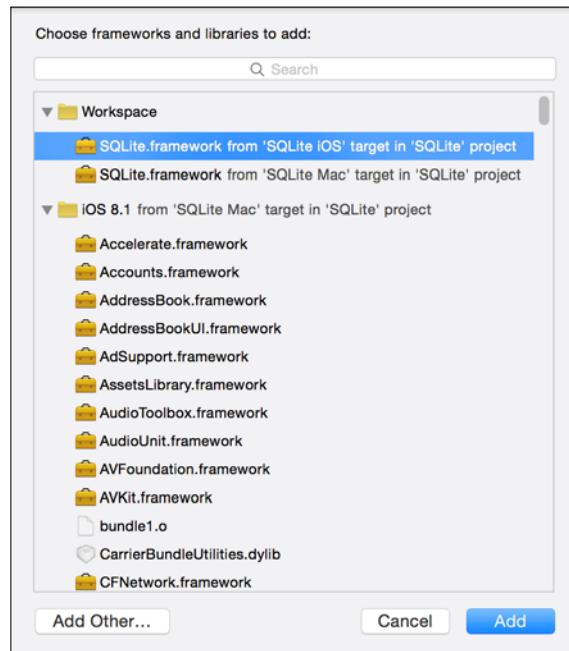 Choose frameworks and libraries to add:
Search
Workspace
SQLite.framework from 'SQLite iOS' target in 'SQLite' project
SQLite.framework from 'SQLite Mac' target in 'SQLite' project
iOS 8.1 from 'SQLite Mac' target in 'SQLite' project
Accelerate.framework
Accounts.framework
AddressBook.framework
AddressBookUI.framework
AdSupport.framework
AssetsLibrary.framework
AudioToolbox.framework
AudioUnit.framework
AVFoundation.framework
AVKit.framework
bundle1.o
CarrierBundleUtilities.dylib
CFNetwork.framework
Add Other... Cancel Add